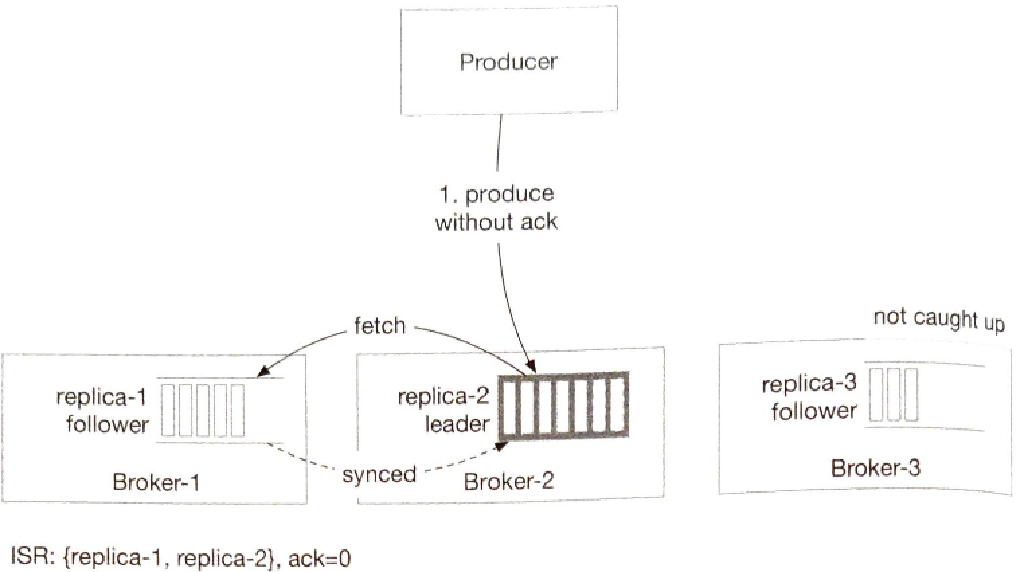 Producer
1. produce
without ack
fetch
not caught up
replica-1
follower
replica-2
leader
replica-3
follower
synced
Broker-1
Broker-2
Broker-3
ISR: {replica-1, replica-2}, ack=0